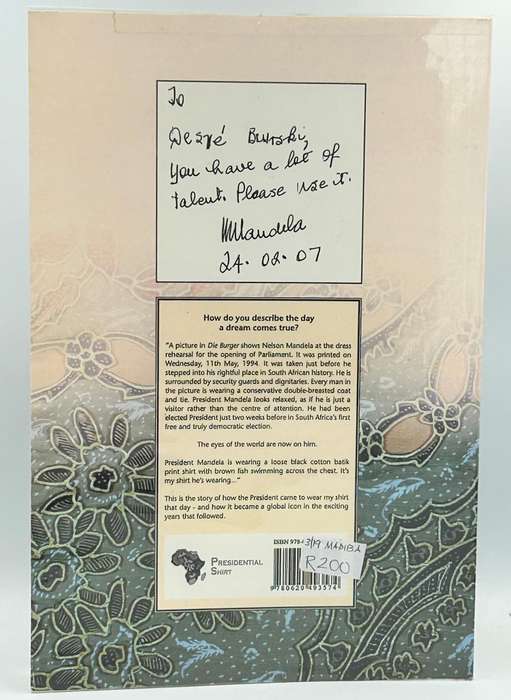 To
Desré Burski,
You have a lot of
talent. Please use it.
NMandela
24.02.07
How do you describe the day
a dream comes true?
"A picture in Die Burger shows Nelson Mandela at the dress
rehearsal for the opening of Parliament. It was printed on
Wednesday, 11th May, 1994. It was taken just before he
stepped into his rightful place in South African history. He is
surrounded by security guards and dignitaries. Every man in
the picture is wearing a conservative double-breasted coat
and tie. President Mandela looks relaxed, as if he is just a
visitor rather than the centre of attention. He had been
elected President just two weeks before in South Africa's first
free and truly democratic election.
The eyes of the world are now on him.
President Mandela is wearing a loose black cotton batik
print shirt with brown fish swimming across the chest. It's
my shirt he's wearing..."
This is the story of how the President came to wear my shirt
that day - and how it became a global icon in the exciting
years that followed.
PRESIDENTIAL
SHIRT
ISBN 978-
13/19 MADIBA
R200
9 780620 493574